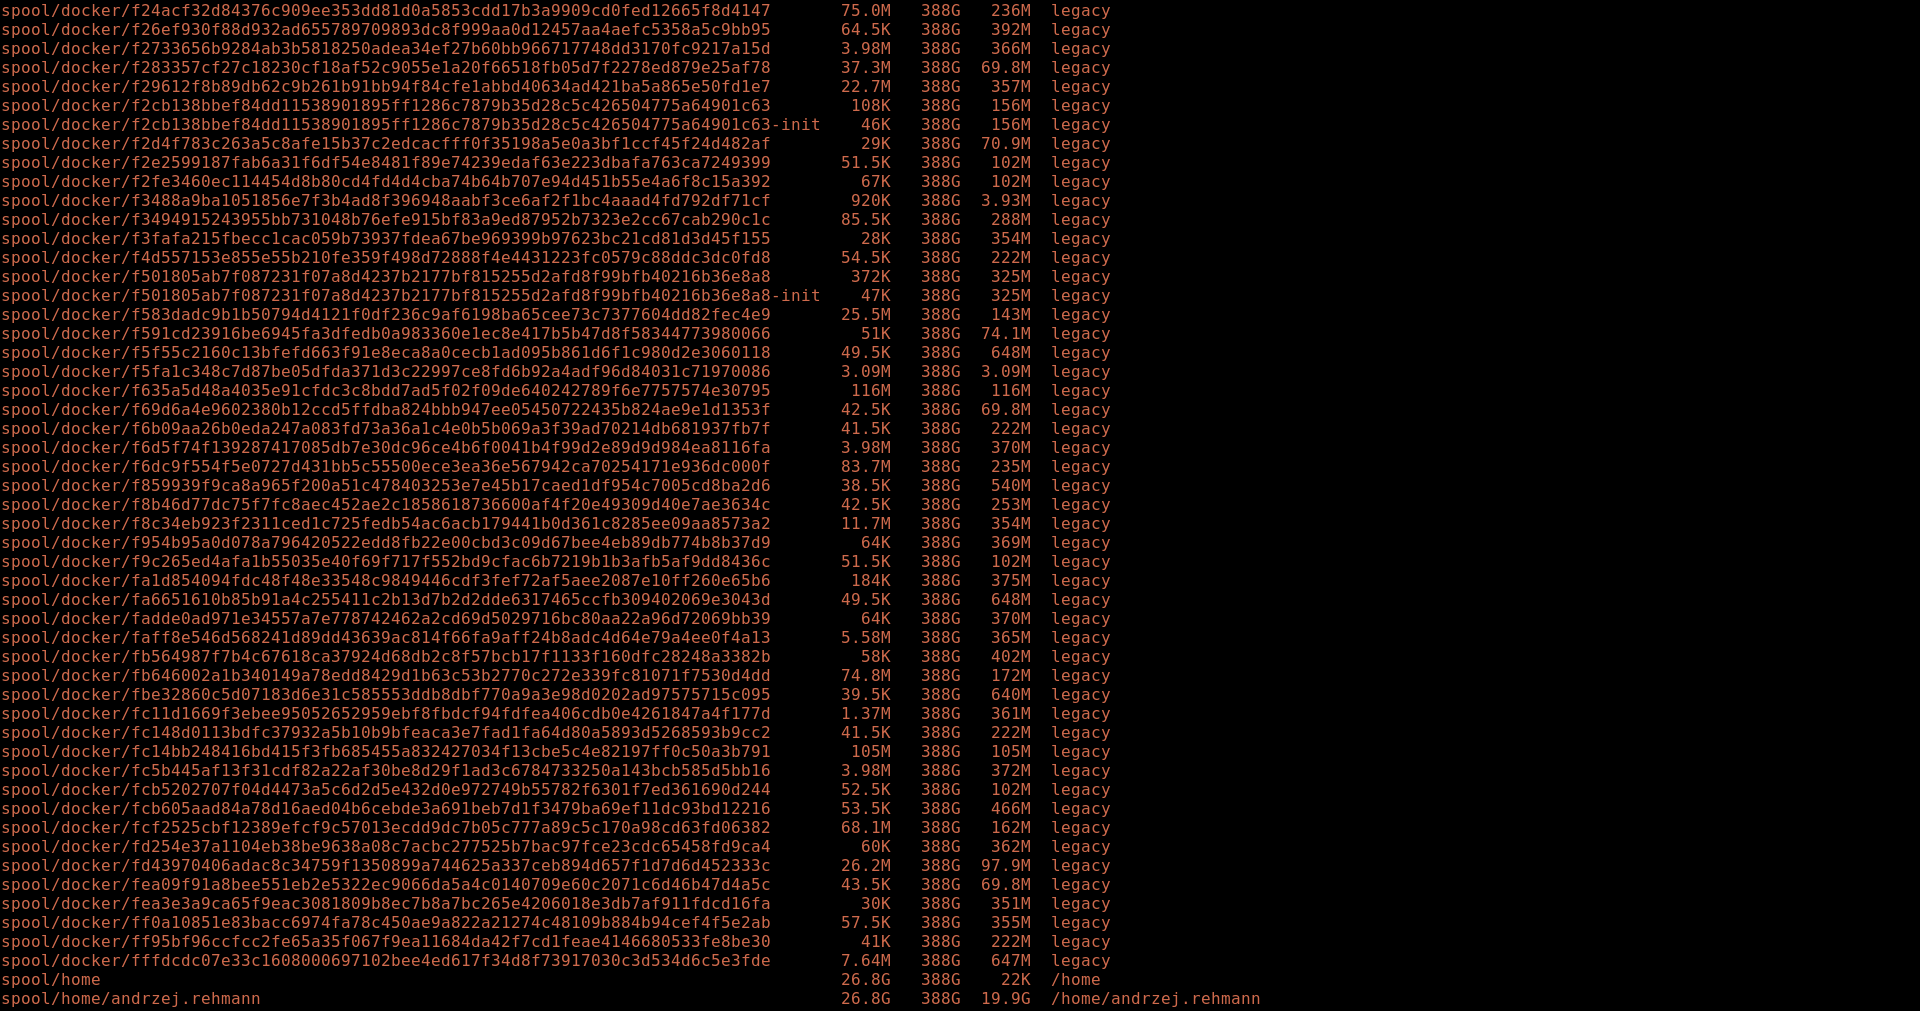 spool/docker/f24acf32d84376c909ee353dd81d0a5853cdd17b3a9909cd0fed12665f8d4147 75.0M 388G 236M legacy
spool/docker/f26ef930f88d932ad655789709893dc8f999aa0d12457aa4aefc5358a5c9bb95 64.5K 388G 392M legacy
spool/docker/f2733656b9284ab3b5818250adea34ef27b60bb966717748dd3170fc9217a15d 3.98M 388G 366M legacy
spool/docker/f283357cf27c18230cf18af52c9055e1a20f66518fb05d7f2278ed879e25af78 37.3M 388G 69.8M legacy
spool/docker/f29612f8b89db62c9b261b91bb94f84cfe1abbd40634ad421ba5a865e50fd1e7 22.7M 388G 357M legacy
spool/docker/f2cb138bbef84dd11538901895ff1286c7879b35d28c5c426504775a64901c63 108K 388G 156M legacy
spool/docker/f2cb138bbef84dd11538901895ff1286c7879b35d28c5c426504775a64901c63-init 46K 388G 156M legacy
spool/docker/f2d4f783c263a5c8afe15b37c2edcacfff0f35198a5e0a3bf1ccf45f24d482af 29K 388G 70.9M legacy
spool/docker/f2e2599187fab6a31f6df54e8481f89e74239edaf63e223dbafa763ca7249399 51.5K 388G 102M legacy
spool/docker/f2fe3460ec114454d8b80cd4fd4d4cba74b64b707e94d451b55e4a6f8c15a392 67K 388G 102M legacy
spool/docker/f3488a9ba1051856e7f3b4ad8f396948aabf3ce6af2f1bc4aaad4fd792df71cf 920K 388G 3.93M legacy
spool/docker/f3494915243955bb731048b76efe915bf83a9ed87952b7323e2cc67cab290c1c 85.5K 388G 288M legacy
spool/docker/f3fafa215fbecc1cac059b73937fdea67be969399b97623bc21cd81d3d45f155 28K 388G 354M legacy
spool/docker/f4d557153e855e55b210fe359f498d72888f4e4431223fc0579c88ddc3dc0fd8 54.5K 388G 222M legacy
spool/docker/f501805ab7f087231f07a8d4237b2177bf815255d2afd8f99bfb40216b36e8a8 372K 388G 325M legacy
spool/docker/f501805ab7f087231f07a8d4237b2177bf815255d2afd8f99bfb40216b36e8a8-init 47K 388G 325M legacy
spool/docker/f583dadc9b1b50794d4121f0df236c9af6198ba65cee73c7377604dd82fec4e9 25.5M 388G 143M legacy
spool/docker/f591cd23916be6945fa3dfedb0a983360e1ec8e417b5b47d8f58344773980066 51K 388G 74.1M legacy
spool/docker/f5f55c2160c13bfefd663f91e8eca8a0cecb1ad095b861d6f1c980d2e3060118 49.5K 388G 648M legacy
spool/docker/f5fa1c348c7d87be05dfda371d3c22997ce8fd6b92a4adf96d84031c71970086 3.09M 388G 3.09M legacy
spool/docker/f635a5d48a4035e91cfdc3c8bdd7ad5f02f09de640242789f6e7757574e30795 116M 388G 116M legacy
spool/docker/f69d6a4e9602380b12ccd5ffdba824bbb947ee05450722435b824ae9e1d1353f 42.5K 388G 69.8M legacy
spool/docker/f6b09aa26b0eda247a083fd73a36a1c4e0b5b069a3f39ad70214db681937fb7f 41.5K 388G 222M legacy
spool/docker/f6d5f74f139287417085db7e30dc96ce4b6f0041b4f99d2e89d9d984ea8116fa 3.98M 388G 370M legacy
spool/docker/f6dc9f554f5e0727d431bb5c55500ece3ea36e567942ca70254171e936dc000f 83.7M 388G 235M legacy
spool/docker/f859939f9ca8a965f200a51c478403253e7e45b17caed1df954c7005cd8ba2d6 38.5K 388G 540M legacy
spool/docker/f8b46d77dc75f7fc8aec452ae2c1858618736600af4f20e49309d40e7ae3634c 42.5K 388G 253M legacy
spool/docker/f8c34eb923f2311ced1c725fedb54ac6acb179441b0d361c8285ee09aa8573a2 11.7M 388G 354M legacy
spool/docker/f954b95a0d078a796420522edd8fb22e00cbd3c09d67bee4eb89db774b8b37d9 64K 388G 369M legacy
spool/docker/f9c265ed4afa1b55035e40f69f717f552bd9cfac6b7219b1b3afb5af9dd8436c 51.5K 388G 102M legacy
spool/docker/fa1d854094fdc48f48e33548c9849446cdf3fef72af5aee2087e10ff260e65b6 184K 388G 375M legacy
spool/docker/fa6651610b85b91a4c255411c2b13d7b2d2dde6317465ccfb309402069e3043d 49.5K 388G 648M legacy
spool/docker/fadde0ad971e34557a7e778742462a2cd69d5029716bc80aa22a96d72069bb39 64K 388G 370M legacy
spool/docker/faff8e546d568241d89dd43639ac814f66fa9aff24b8adc4d64e79a4ee0f4a13 5.58M 388G 365M legacy
spool/docker/fb564987f7b4c67618ca37924d68db2c8f57bcb17f1133f160dfc28248a3382b 58K 388G 402M legacy
spool/docker/fb646002a1b340149a78edd8429d1b63c53b2770c272e339fc81071f7530d4dd 74.8M 388G 172M legacy
spool/docker/fbe32860c5d07183d6e31c585553ddb8dbf770a9a3e98d0202ad97575715c095 39.5K 388G 640M legacy
spool/docker/fc11d1669f3ebee95052652959ebf8fbdcf94fdfea406cdb0e4261847a4f177d 1.37M 388G 361M legacy
spool/docker/fc148d0113bdfc37932a5b10b9bfeaca3e7fad1fa64d80a5893d5268593b9cc2 41.5K 388G 222M legacy
spool/docker/fc14bb248416bd415f3fb685455a832427034f13cbe5c4e82197ff0c50a3b791 105M 388G 105M legacy
spool/docker/fc5b445af13f31cdf82a22af30be8d29f1ad3c6784733250a143bcb585d5bb16 3.98M 388G 372M legacy
spool/docker/fcb5202707f04d4473a5c6d2d5e432d0e972749b55782f6301f7ed361690d244 52.5K 388G 102M legacy
spool/docker/fcb605aad84a78d16aed04b6cebde3a691beb7d1f3479ba69ef11dc93bd12216 53.5K 388G 466M legacy
spool/docker/fcf2525cbf12389efcf9c57013ecdd9dc7b05c777a89c5c170a98cd63fd06382 68.1M 388G 162M legacy
spool/docker/fd254e37a1104eb38be9638a08c7acbc277525b7bac97fce23cdc65458fd9ca4 60K 388G 362M legacy
spool/docker/fd43970406adac8c34759f1350899a744625a337ceb894d657f1d7d6d452333c 26.2M 388G 97.9M legacy
spool/docker/fea09f91a8bee551eb2e5322ec9066da5a4c0140709e60c2071c6d46b47d4a5c 43.5K 388G 69.8M legacy
spool/docker/fea3e3a9ca65f9eac3081809b8ec7b8a7bc265e4206018e3db7af911fdcd16fa 30K 388G 351M legacy
spool/docker/ff0a10851e83bacc6974fa78c450ae9a822a21274c48109b884b94cef4f5e2ab 57.5K 388G 355M legacy
spool/docker/ff95bf96ccfcc2fe65a35f067f9ea11684da42f7cd1feae4146680533fe8be30 41K 388G 222M legacy
spool/docker/fffdcdc07e33c1608000697102bee4ed617f34d8f73917030c3d534d6c5e3fde 7.64M 388G 647M legacy
spool/home 26.8G 388G 22K /home
spool/home/andrzej.rehmann 26.8G 388G 19.9G /home/andrzej.rehmann